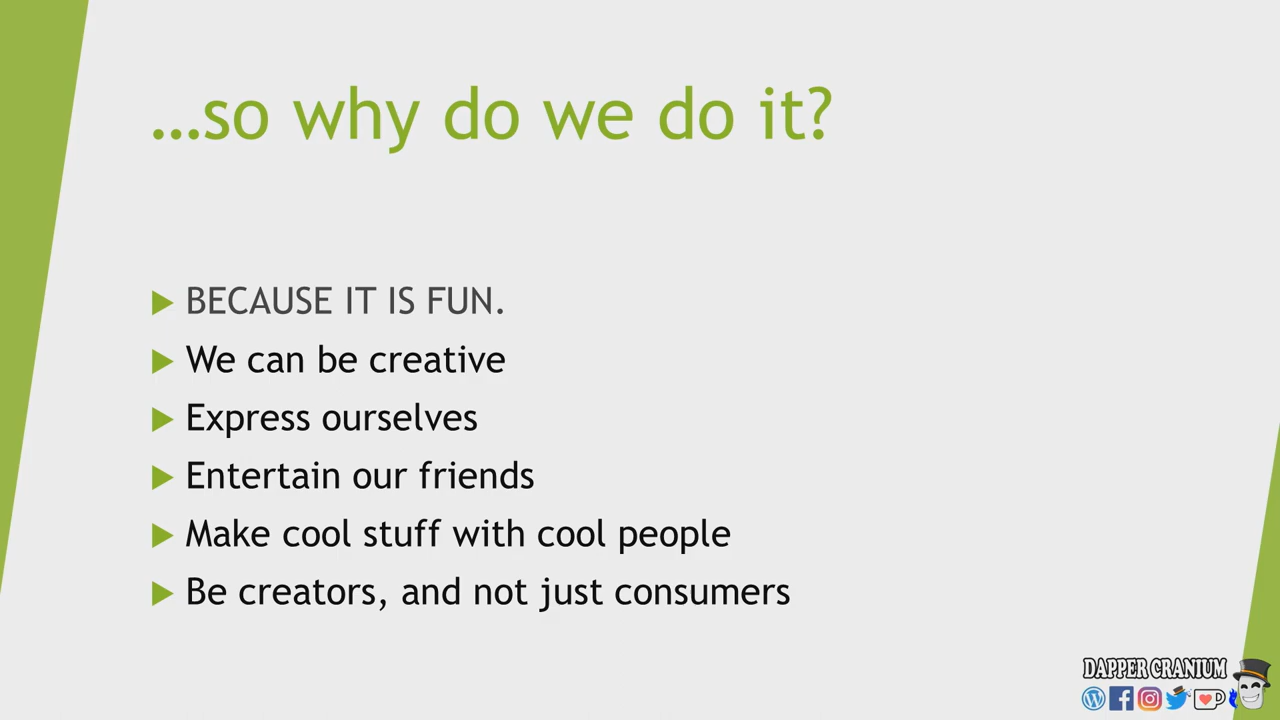 ...so why do we do it?
BECAUSE IT IS FUN.
We can be creative
Express ourselves
Entertain our friends
Make cool stuff with cool people
Be creators, and not just consumers
DAPPER CRANIUM